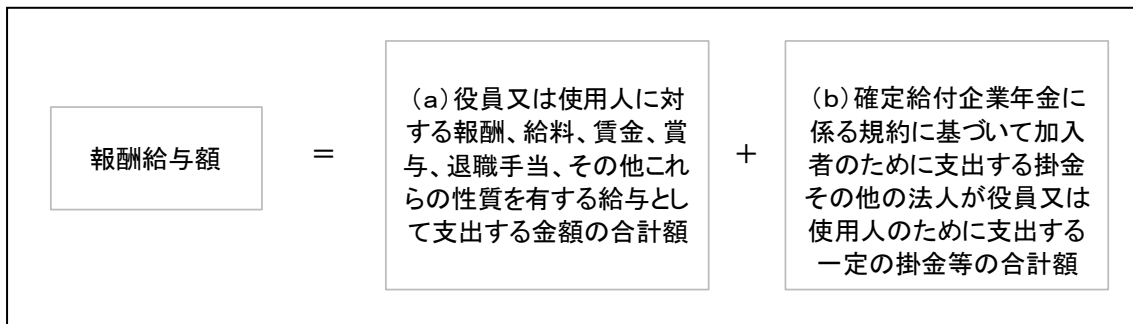 報酬給与額
=
（a）役員又は使用人に対
する報酬、給料、賃金、賞
与、退職手当、その他これ
らの性質を有する給与とし
て支出する金額の合計額
+
（b）確定給付企業年金に
係る規約に基づいて加入
者のために支出する掛金
その他の法人が役員又は
使用人のために支出する
一定の掛金等の合計額